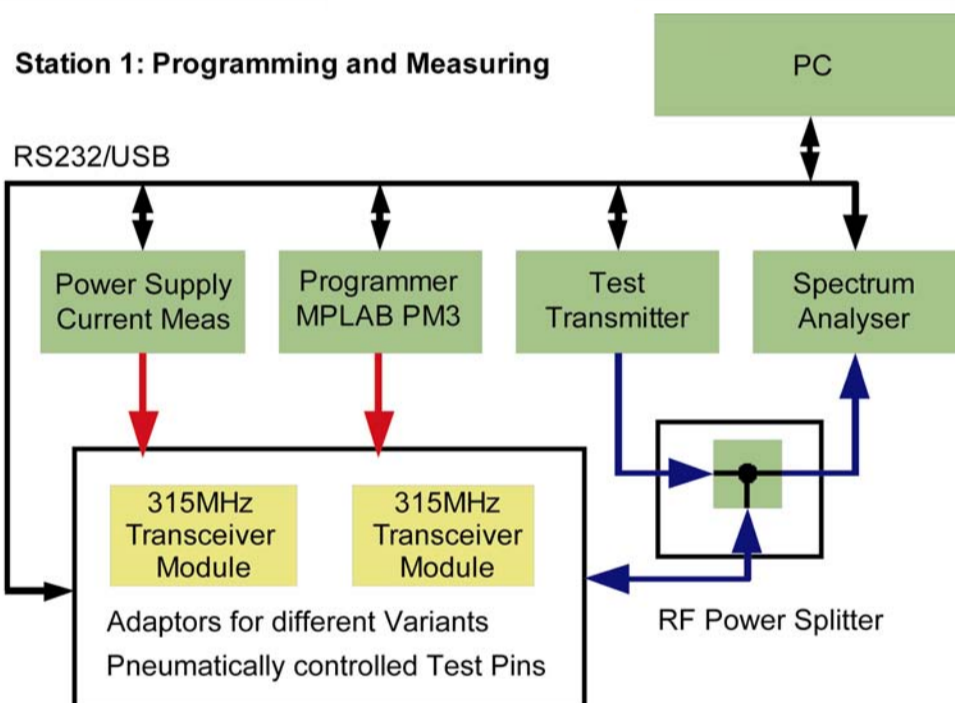 Station 1: Programming and Measuring
PC
RS232/USB
Power Supply
Current Meas
Programmer
MPLAB PM3
Test
Transmitter
Spectrum
Analyser
315MHz
Transceiver
Module
315MHz
Transceiver
Module
RF Power Splitter
Adaptors for different Variants
Pneumatically controlled Test Pins